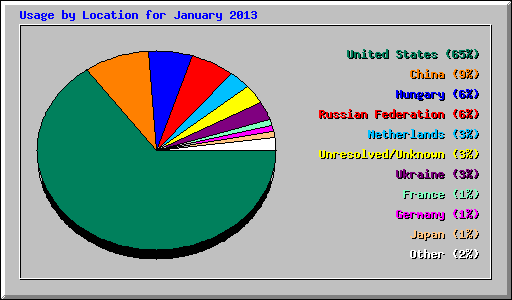 Usage by Location for January 2013
United States (65%)
China (9%)
Hungary (6%)
Russian Federation (6%)
Netherlands (3%)
Unresolved/Unknown (3%)
Ukraine (3%)
France (1%)
Germany (1%)
Japan (1%)
Other (2%)